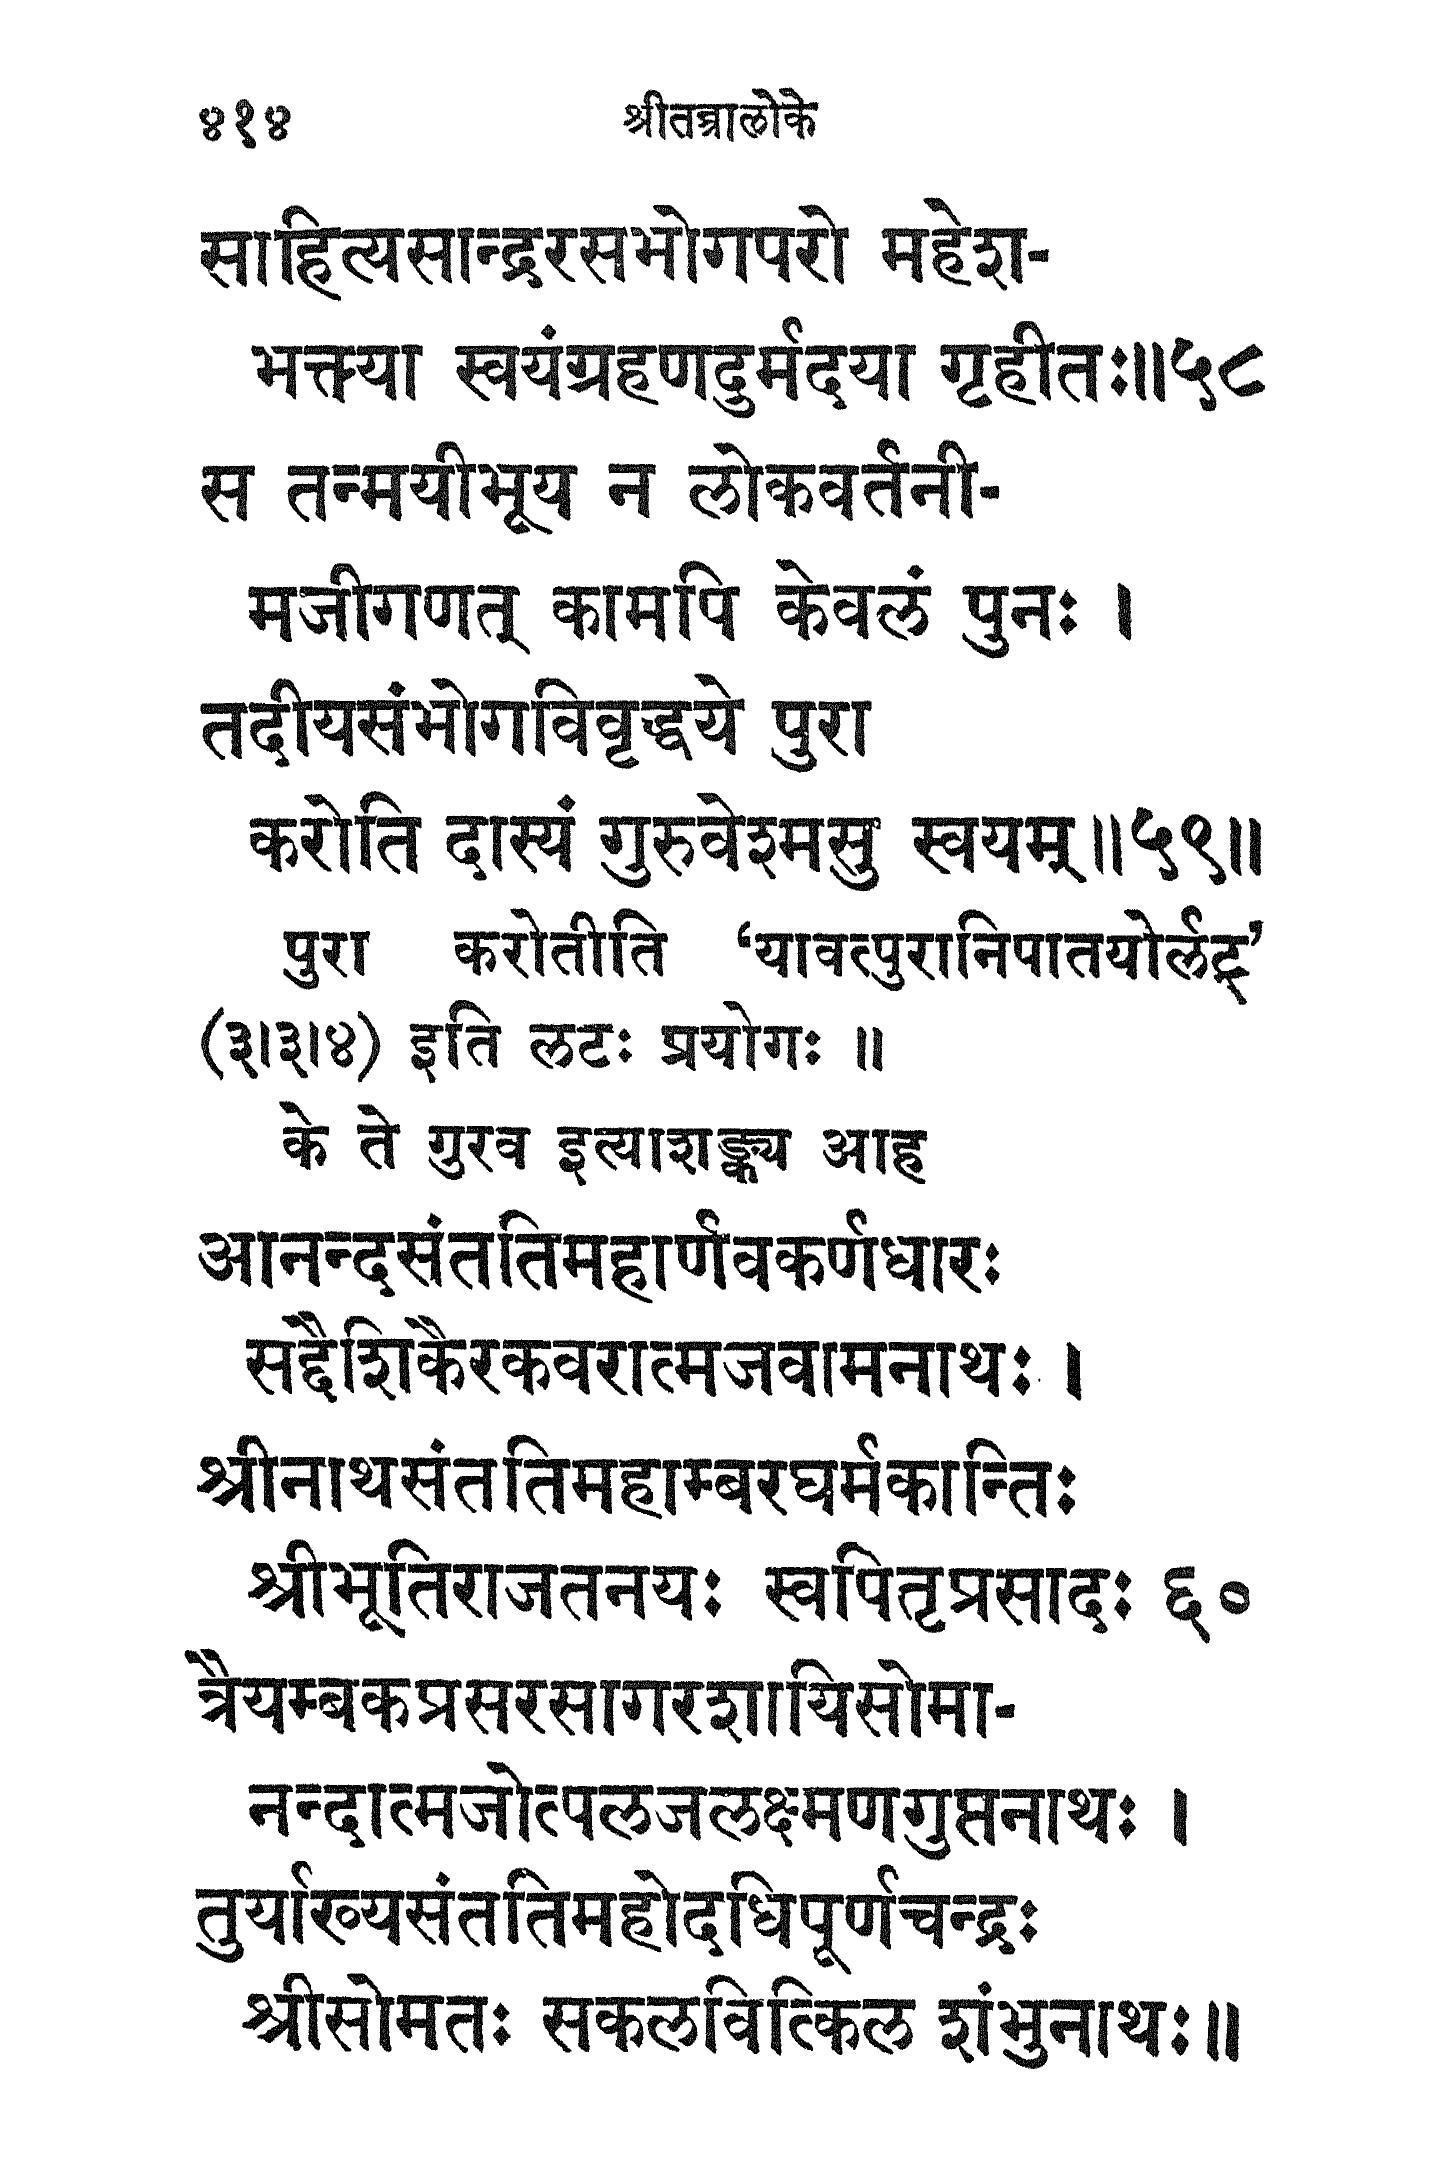 ४१४ श्रीतन्त्रालोके
साहित्यसान्द्ररसभोगपरो महेश-
भक्त्या स्वयंग्रहणदुर्मदया गृहीतः॥५८
स तन्मयीभूय न लोकवर्तनी-
मजीगणत् कामपि केवलं पुनः ।
तदीयसंभोगविवृद्धये पुरा
करोति दास्यं गुरुवेश्मसु स्वयम्॥५९॥
पुरा करोतीति ‘यावत्पुरानिपातयोर्लट्’
(३।३।४) इति लटः प्रयोगः ॥
के ते गुरव इत्याशङ्क्य आह
आनन्दसंततिमहार्णवकर्णधारः
सद्दैशिकैरकवरात्मजवामनाथः ।
श्रीनाथसंततिमहाम्बरघर्मकान्तिः
श्रीभूतिराजतनयः स्वपितृप्रसादः ६०
त्रैयम्बकप्रसरसागरशायिसोमा-
नन्दात्मजोत्पलजलक्ष्मणगुप्तनाथः ।
तुर्याख्यसंततिमहोदधिपूर्णचन्द्रः
श्रीसोमतः सकलवित्किल शंभुनाथः॥